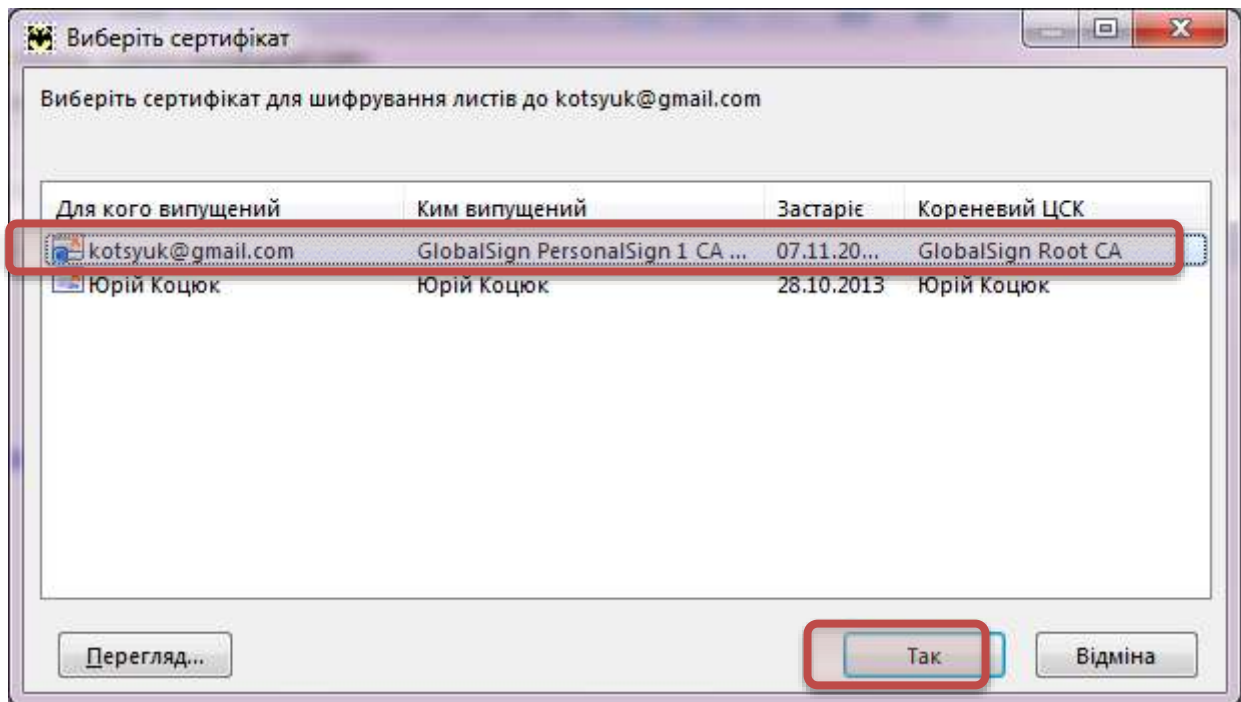 Виберіть сертифікат
Виберіть сертифікат для шифрування листів до kotsyuk@gmail.com
Для кого випущений Ким випущений Застаріє Кореневий ЦСК
kotsyuk@gmail.com GlobalSign PersonalSign 1 CA ... 07.11.20... GlobalSign Root CA
Юрій Коцюк Юрій Коцюк 28.10.2013 Юрій Коцюк
Перегляд... Так Відміна